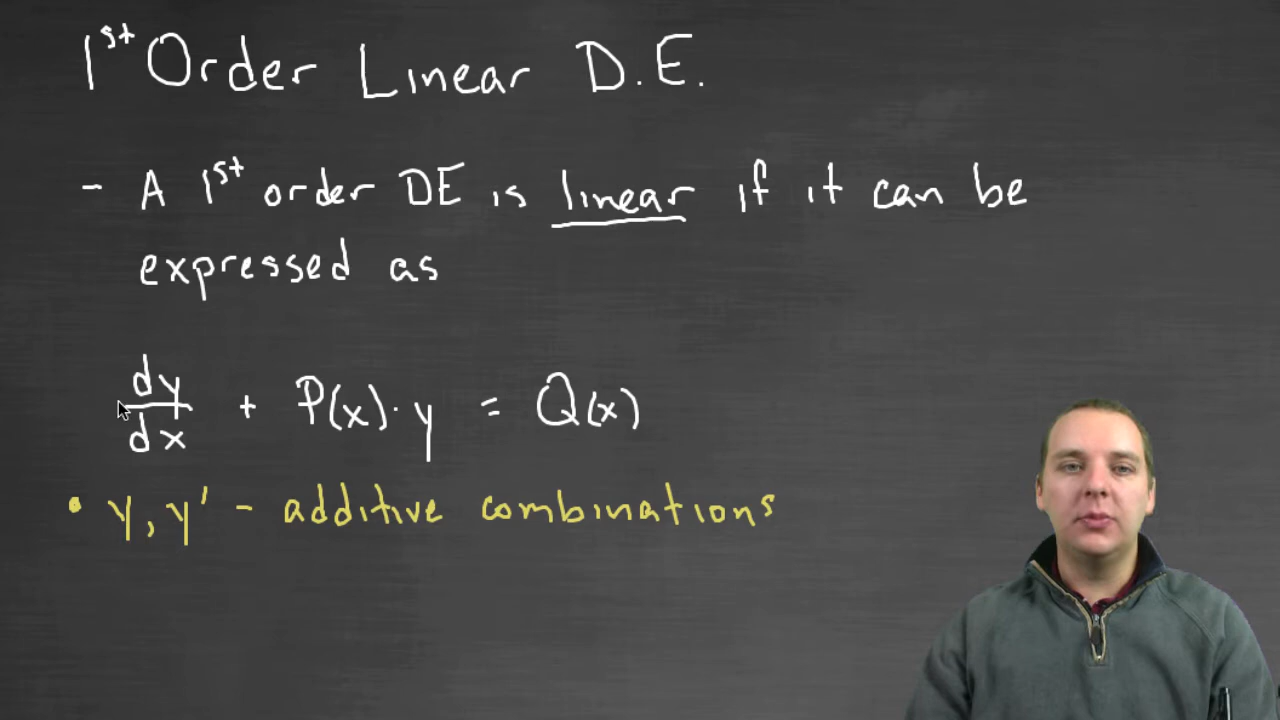 1st Order Linear D.E.
- A 1st order DE is linear if it can be
expressed as
dy/dx + P(x)·y = Q(x)
• y, y' - additive combinations